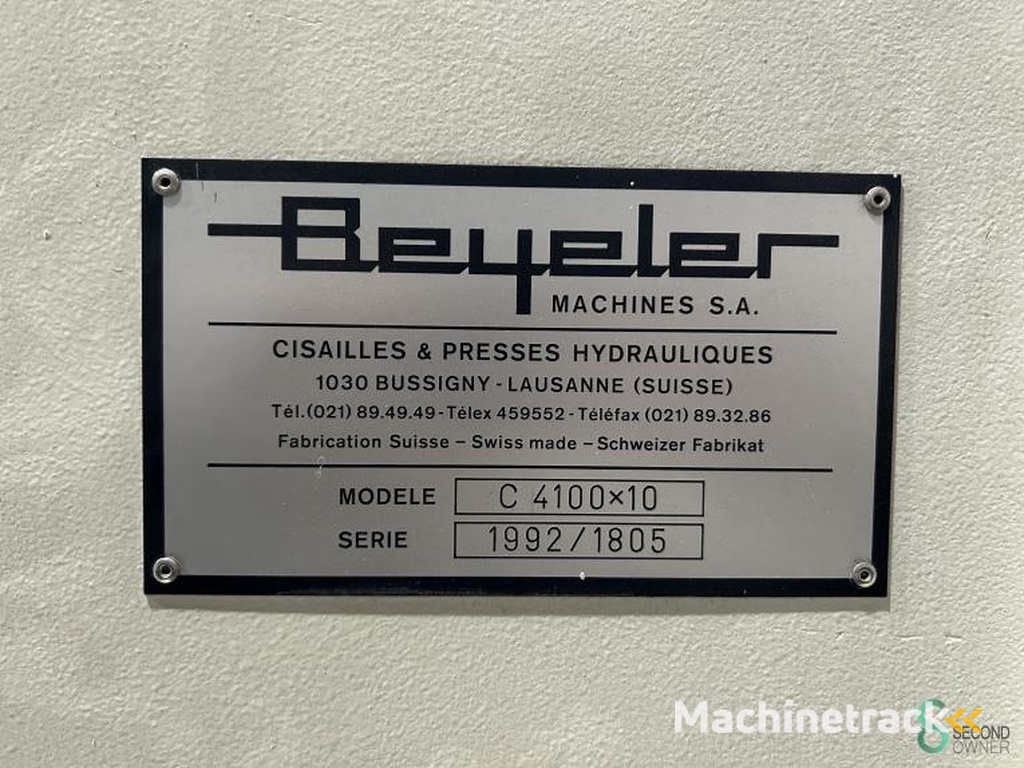 Beyeler
MACHINES S.A.
CISAILLES & PRESSES HYDRAULIQUES
1030 BUSSIGNY - LAUSANNE (SUISSE)
Tél.(021) 89.49.49 - Télex 459552 - Téléfax (021) 89.32.86
Fabrication Suisse – Swiss made – Schweizer Fabrikat
MODELE C 4100×10
SERIE 1992/1805
Machinetrack
SECOND
OWNER